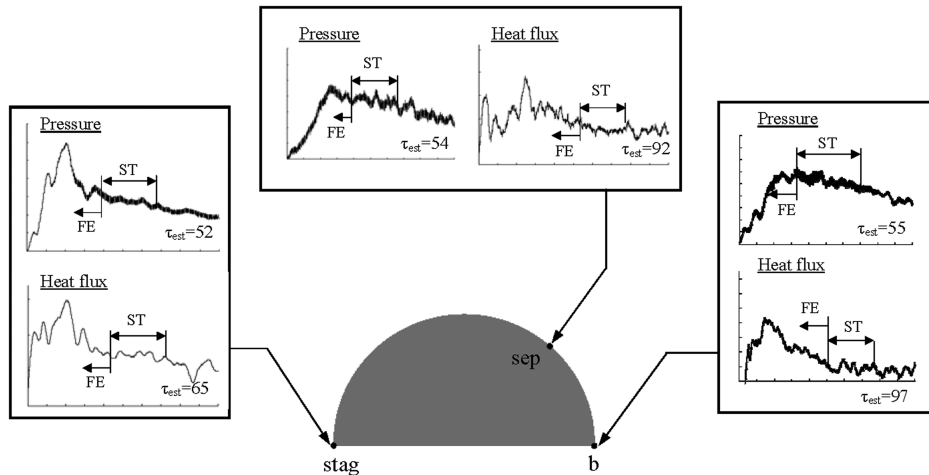 Pressure
Heat flux
ST
ST
FE
FE
τest=54
τest=92
Pressure
ST
FE
τest=52
Heat flux
ST
FE
τest=65
Pressure
ST
FE
τest=55
Heat flux
FE
ST
τest=97
sep
stag
b